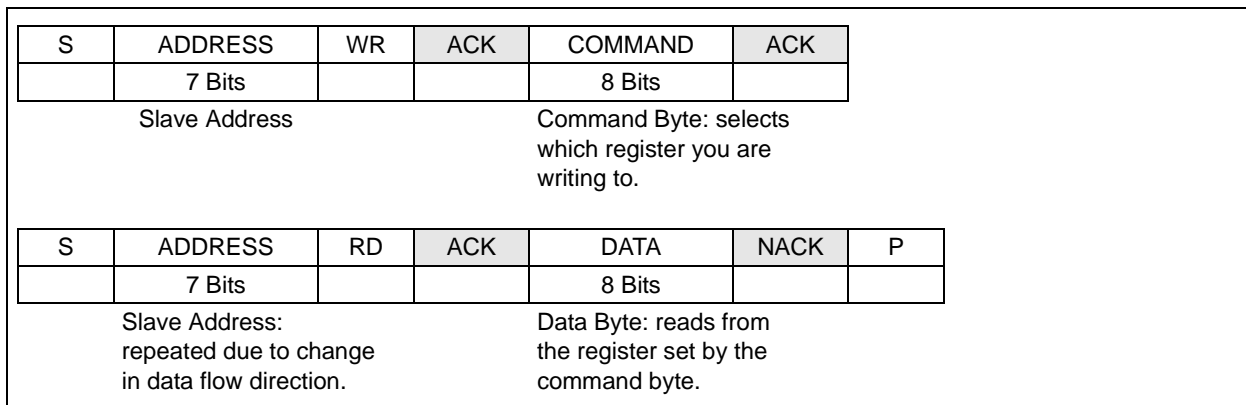 S ADDRESS WR ACK COMMAND ACK
7 Bits 8 Bits
Slave Address
Command Byte: selects
which register you are
writing to.
S ADDRESS RD ACK DATA NACK P
7 Bits 8 Bits
Slave Address:
repeated due to change
in data flow direction.
Data Byte: reads from
the register set by the
command byte.